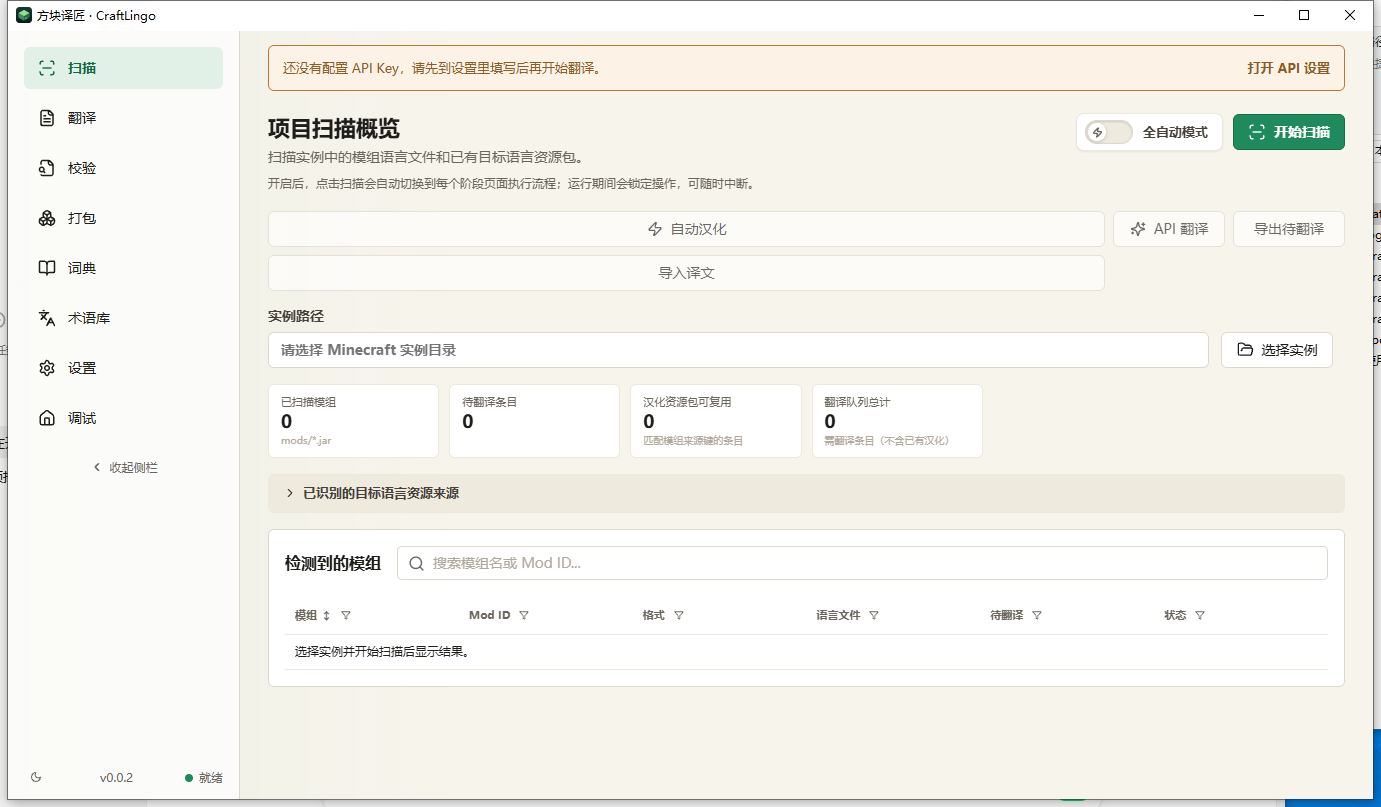 方块译匠 · CraftLingo
扫描
翻译
校验
打包
词典
术语库
设置
调试
收起侧栏
v0.0.2
就绪
还没有配置 API Key，请先到设置里填写后再开始翻译。
打开 API 设置
项目扫描概览
扫描实例中的模组语言文件和已有目标语言资源包。
开启后，点击扫描会自动切换到每个阶段页面执行流程；运行期间会锁定操作，可随时中断。
全自动模式
开始扫描
自动汉化
API 翻译
导出待翻译
导入译文
实例路径
请选择 Minecraft 实例目录
选择实例
已扫描模组
0
mods/*.jar
待翻译条目
0
汉化资源包可复用
0
匹配模组来源键的条目
翻译队列总计
0
需翻译条目（不含已有汉化）
已识别的目标语言资源来源
检测到的模组
搜索模组名或 Mod ID...
模组
Mod ID
格式
语言文件
待翻译
状态
选择实例并开始扫描后显示结果。